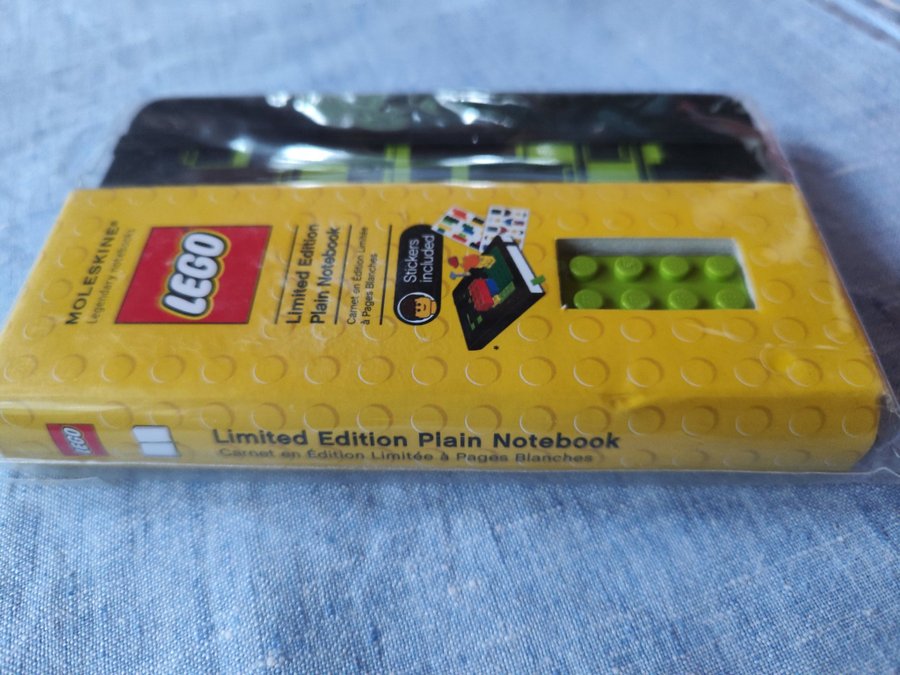 MOLESKINE®
Legendary notebooks
LEGO
Limited Edition
Plain Notebook
Carnet en Édition Limitée
à Pages Blanches
Stickers
included
LEGO
Limited Edition Plain Notebook
Carnet en Édition Limitée à Pages Blanches